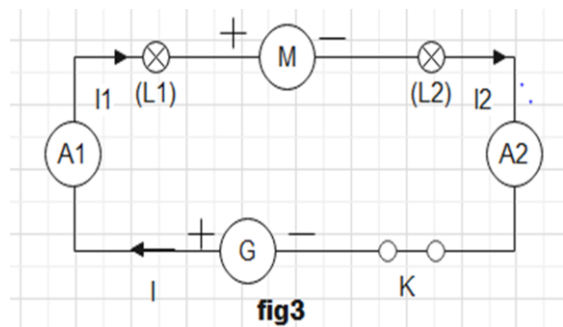 + M −
I1 (L1) (L2) I2
A1 A2
+ G −
I K
fig3